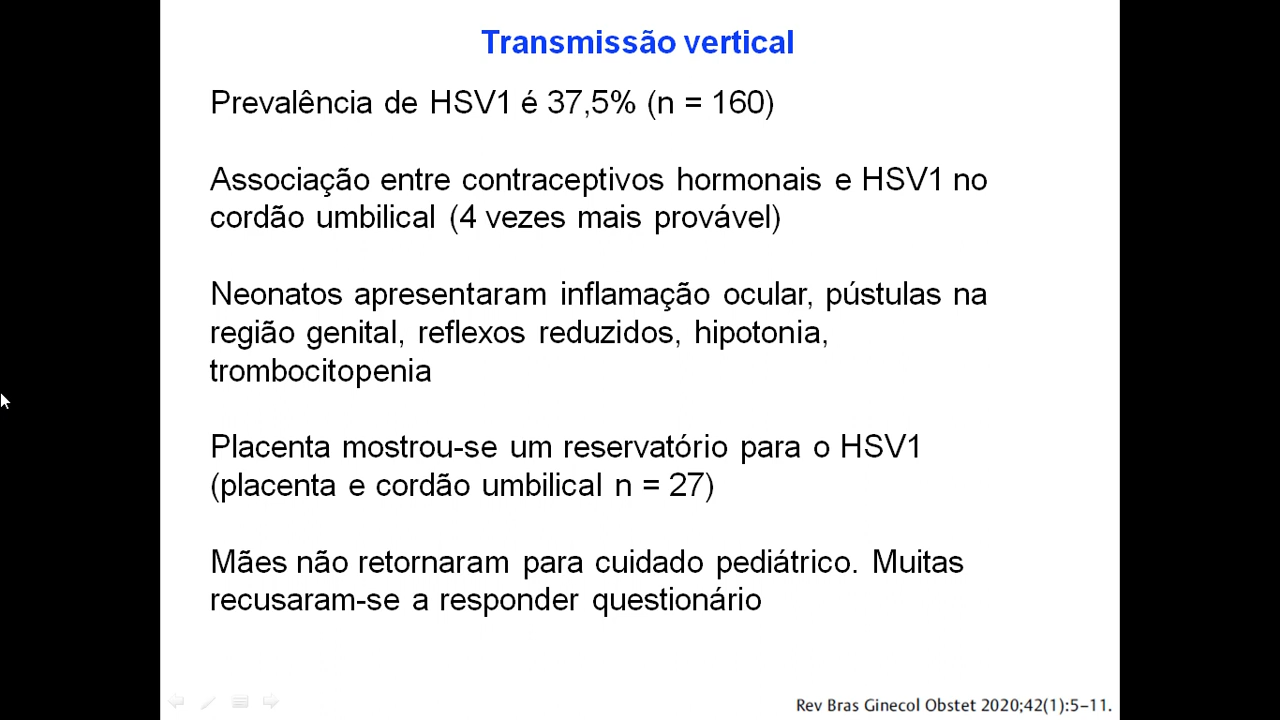 Transmissão vertical
Prevalência de HSV1 é 37,5% (n = 160)
Associação entre contraceptivos hormonais e HSV1 no
cordão umbilical (4 vezes mais provável)
Neonatos apresentaram inflamação ocular, pústulas na
região genital, reflexos reduzidos, hipotonia,
trombocitopenia
Placenta mostrou-se um reservatório para o HSV1
(placenta e cordão umbilical n = 27)
Mães não retornaram para cuidado pediátrico. Muitas
recusaram-se a responder questionário
Rev Bras Ginecol Obstet 2020;42(1):5–11.